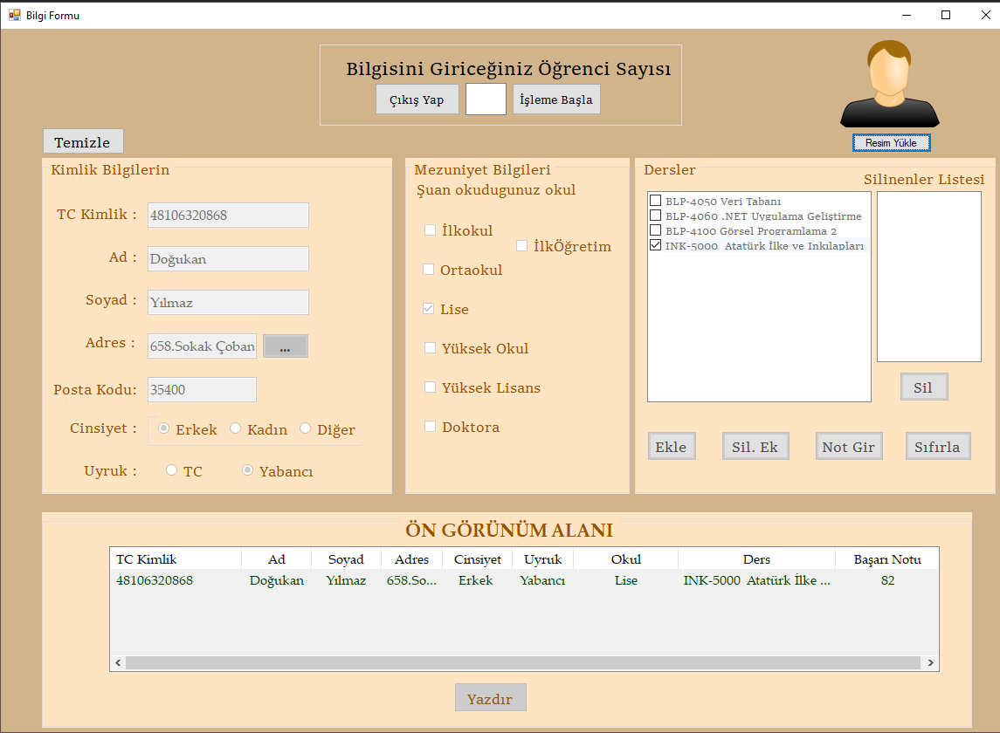 Bilgi Formu
Bilgisini Giriceğiniz Öğrenci Sayısı
Çıkış Yap
İşleme Başla
Resim Yükle
Temizle
Kimlik Bilgilerin
TC Kimlik : 48106320868
Ad : Doğukan
Soyad : Yılmaz
Adres : 658.Sokak Çoban ...
Posta Kodu: 35400
Cinsiyet : Erkek Kadın Diğer
Uyruk : TC Yabancı
Mezuniyet Bilgileri
Şuan okudugunuz okul
İlkokul
İlkÖğretim
Ortaokul
Lise
Yüksek Okul
Yüksek Lisans
Doktora
Dersler
Silinenler Listesi
BLP-4050 Veri Tabanı
BLP-4060 .NET Uygulama Geliştirme
BLP-4100 Görsel Programlama 2
INK-5000 Atatürk İlke ve Inkılapları
Sil
Ekle Sil. Ek Not Gir Sıfırla
ÖN GÖRÜNÜM ALANI
TC Kimlik Ad Soyad Adres Cinsiyet Uyruk Okul Ders Başarı Notu
48106320868 Doğukan Yılmaz 658.So... Erkek Yabancı Lise INK-5000 Atatürk İlke ... 82
Yazdır